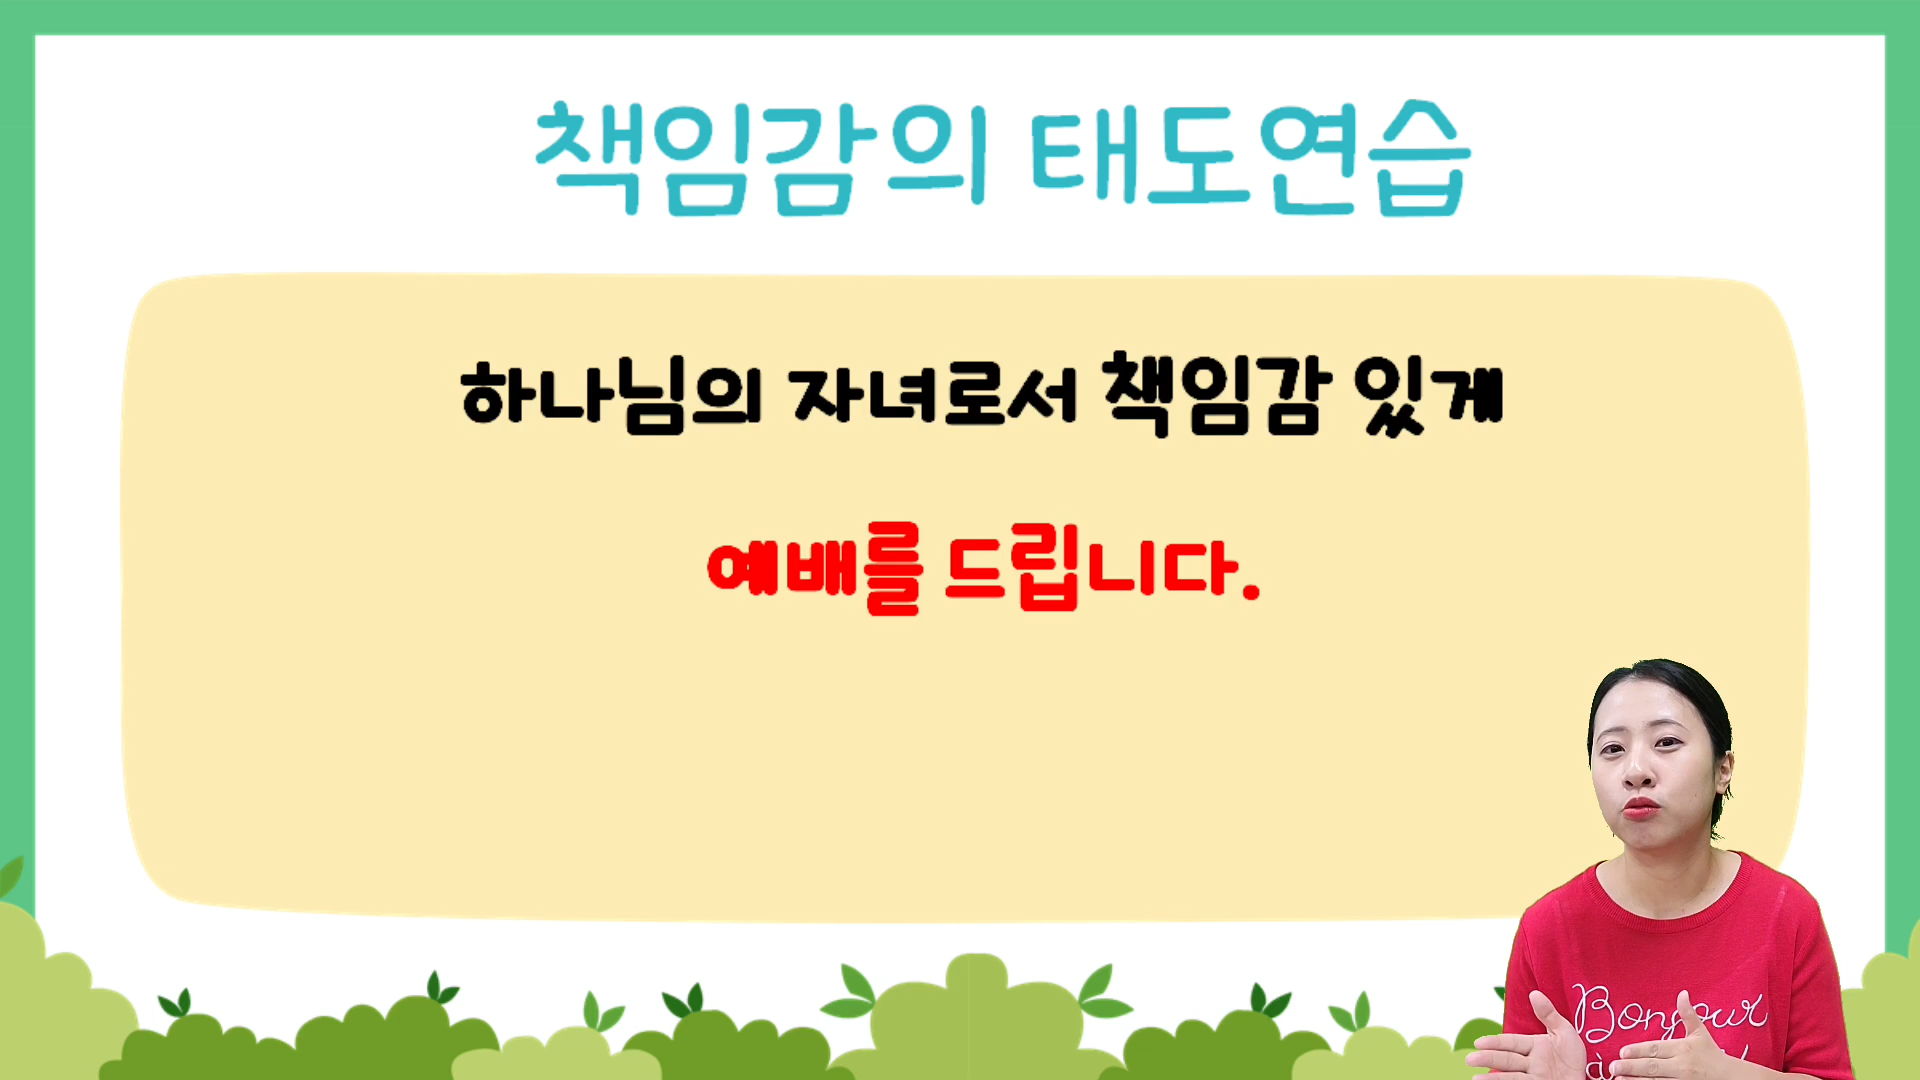 책임감의 태도연습
하나님의 자녀로서 책임감 있게
예배를 드립니다.
Bonjour
à